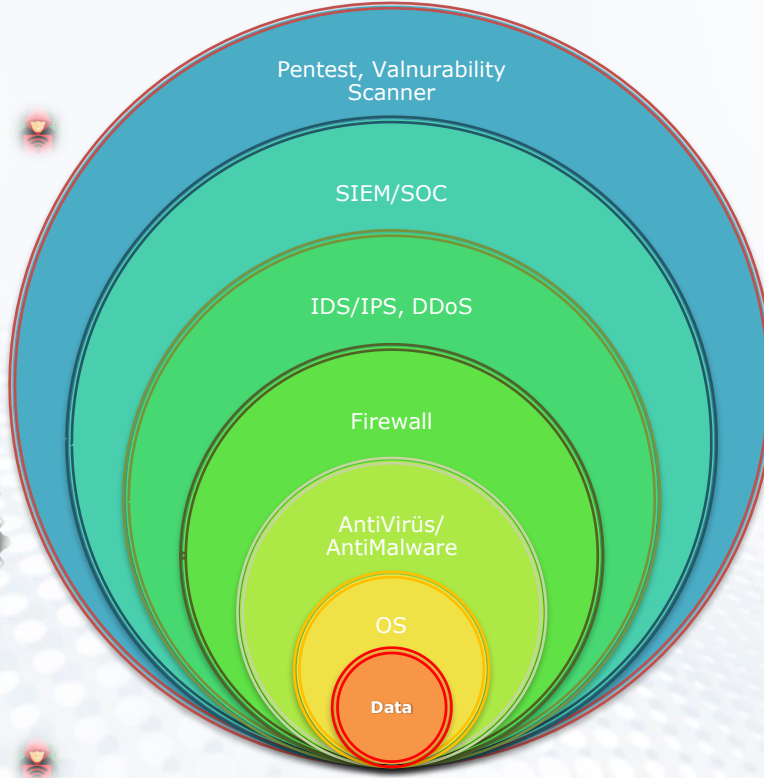 Pentest, Valnurability
Scanner
SIEM/SOC
IDS/IPS, DDoS
Firewall
AntiVirüs/
AntiMalware
OS
Data